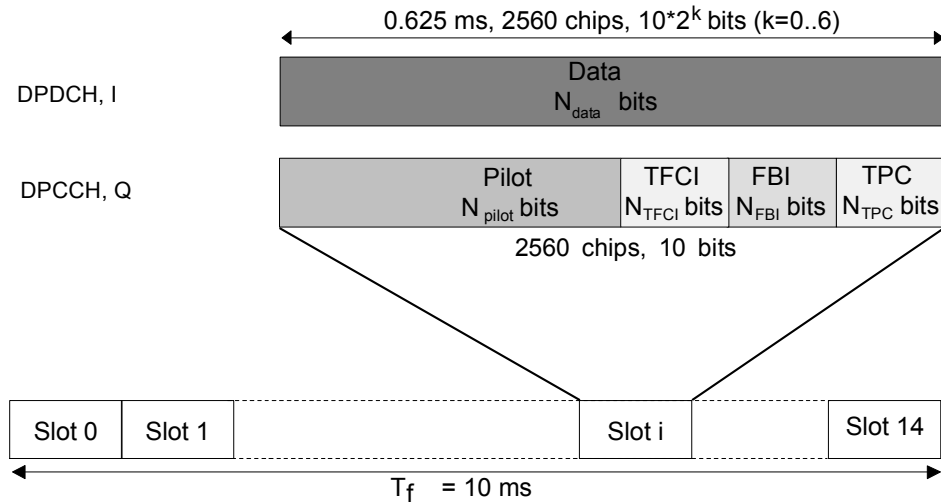 0.625 ms, 2560 chips, 10*2^k bits (k=0..6)
DPDCH, I
Data
N_data bits
DPCCH, Q
Pilot TFCI FBI TPC
N_pilot bits N_TFCI bits N_FBI bits N_TPC bits
2560 chips, 10 bits
Slot 0 Slot 1 Slot i Slot 14
T_f = 10 ms